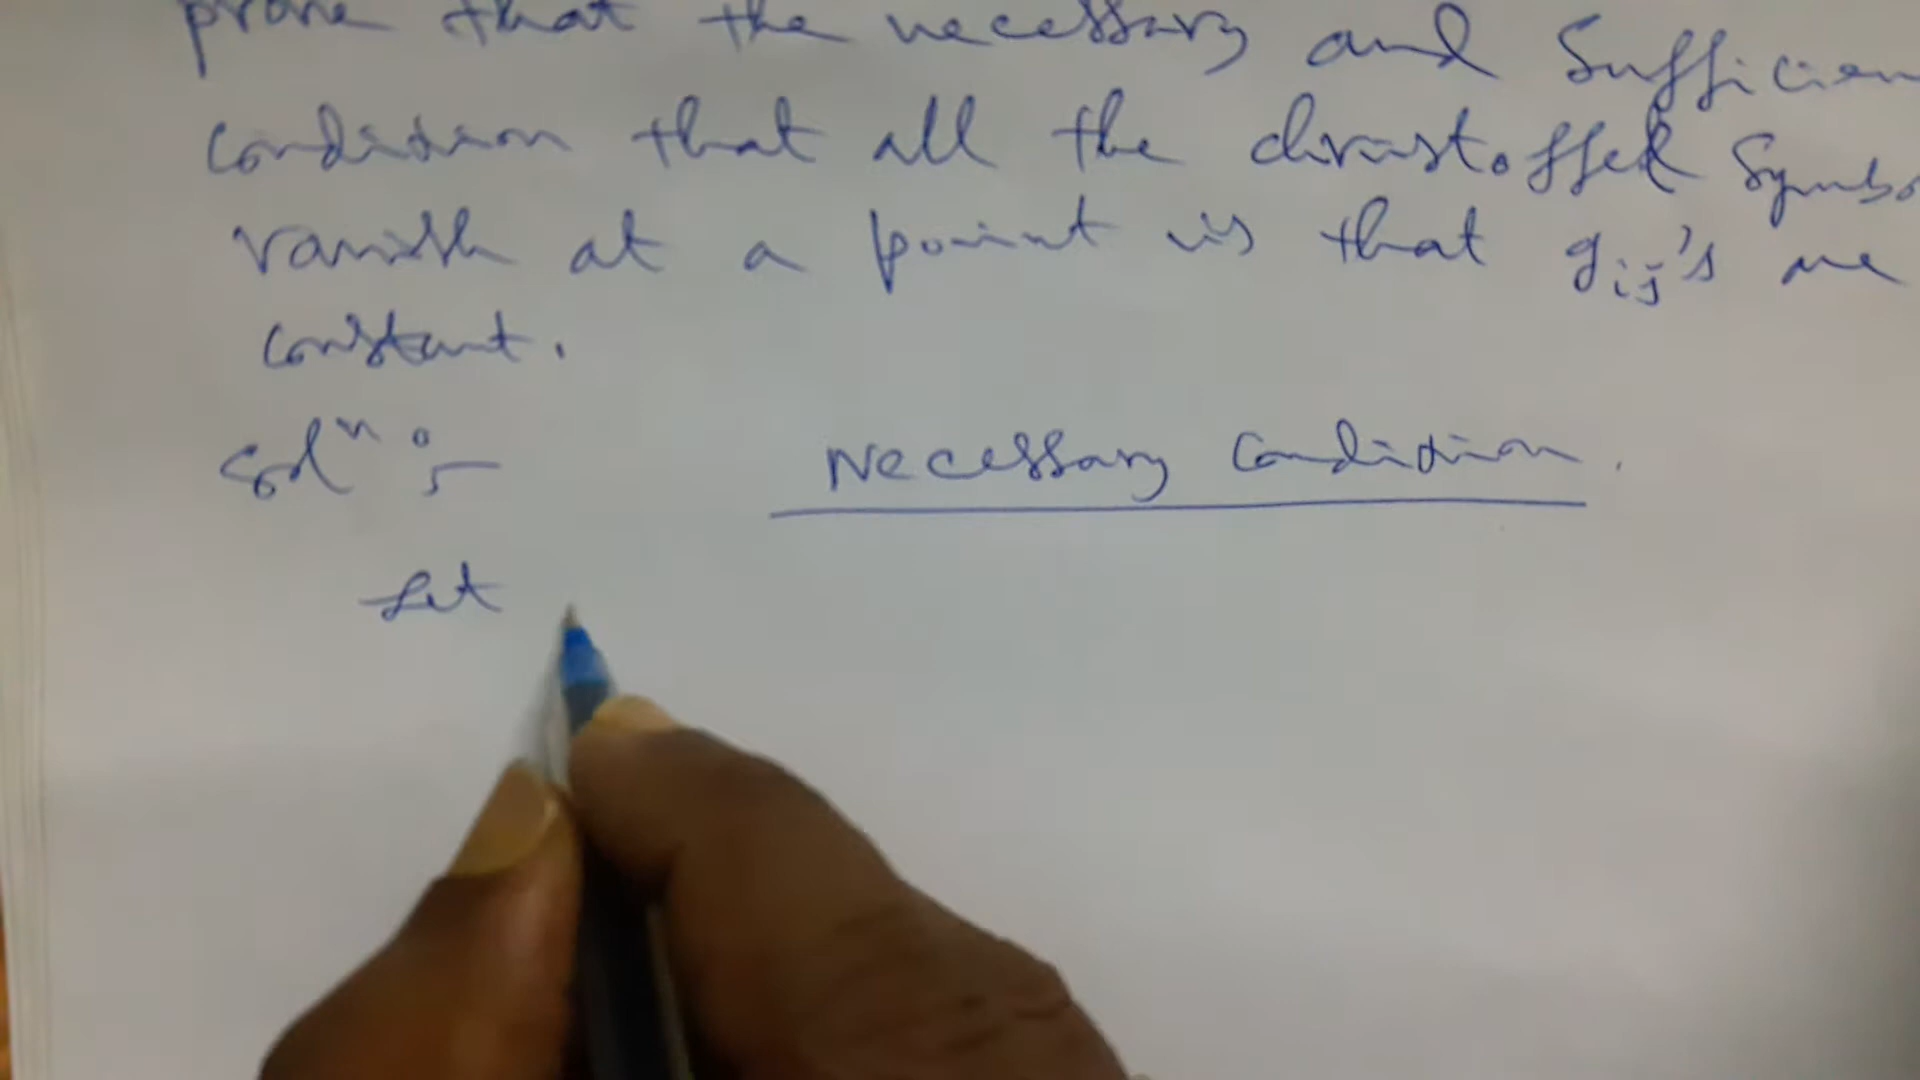 prove that the necessary and Sufficien
condition that all the christoffel Symbo
vanish at a point is that gij's are
constant.
Solⁿ :-
Necessary Condition.
Let